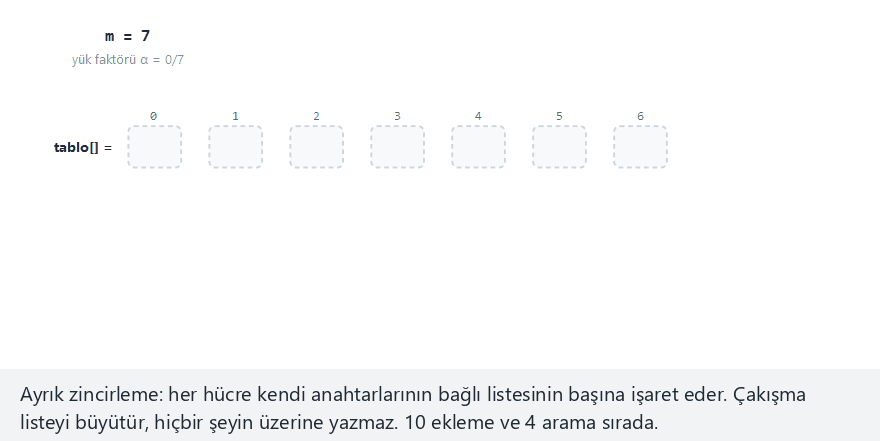 m = 7
yük faktörü α = 0/7
0 1 2 3 4 5 6
tablo[] =
Ayrık zincirleme: her hücre kendi anahtarlarının bağlı listesinin başına işaret eder. Çakışma
listeyi büyütür, hiçbir şeyin üzerine yazmaz. 10 ekleme ve 4 arama sırada.